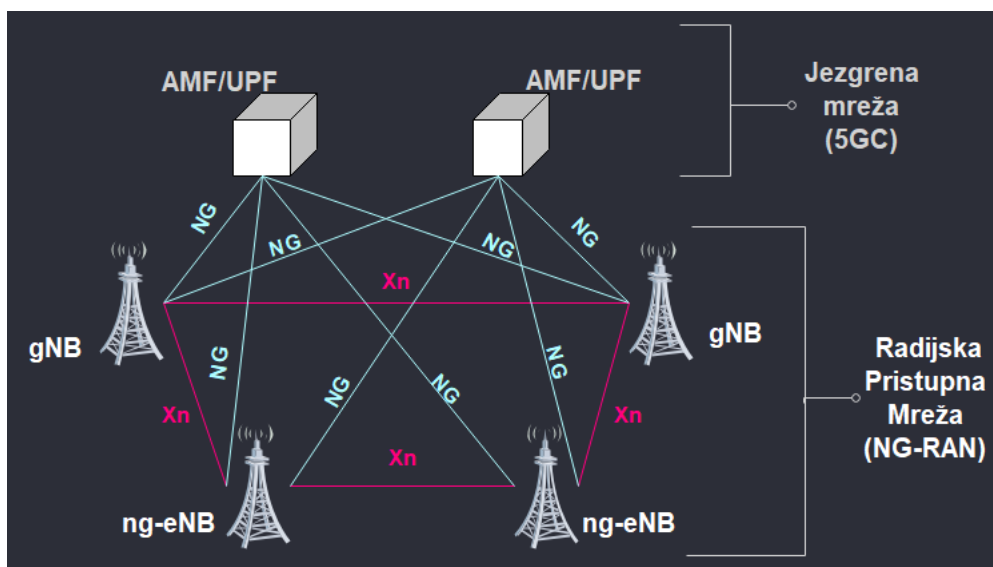 AMF/UPF
AMF/UPF
Jezgrena
mreža
(5GC)
NG
NG
NG
NG
Xn
gNB
gNB
NG
NG
NG
NG
Xn
Xn
Xn
ng-eNB
ng-eNB
Radijska
Pristupna
Mreža
(NG-RAN)